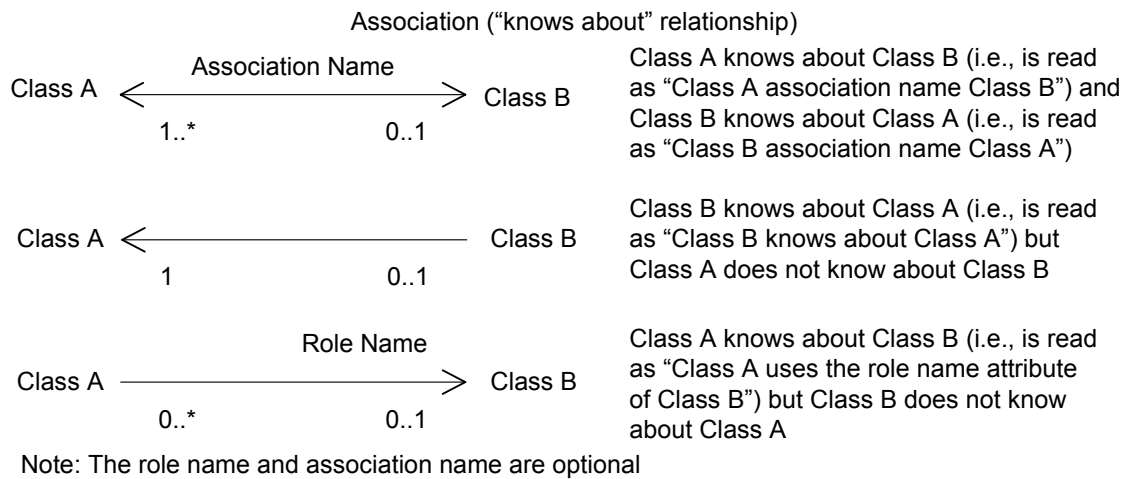 Association (“knows about” relationship)
Class A
Association Name
Class B
1..*
0..1
Class A knows about Class B (i.e., is read
as “Class A association name Class B”) and
Class B knows about Class A (i.e., is read
as “Class B association name Class A”)
Class A
Class B
1
0..1
Class B knows about Class A (i.e., is read
as “Class B knows about Class A”) but
Class A does not know about Class B
Role Name
Class A
Class B
0..*
0..1
Class A knows about Class B (i.e., is read
as “Class A uses the role name attribute
of Class B”) but Class B does not know
about Class A
Note: The role name and association name are optional